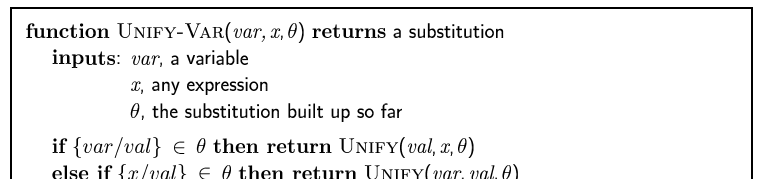 function UNIFY-VAR(var, x, θ) returns a substitution
inputs: var, a variable
x, any expression
θ, the substitution built up so far
if {var/val} ∈ θ then return UNIFY(val, x, θ)
else if {x/val} ∈ θ then return UNIFY(var, val, θ)